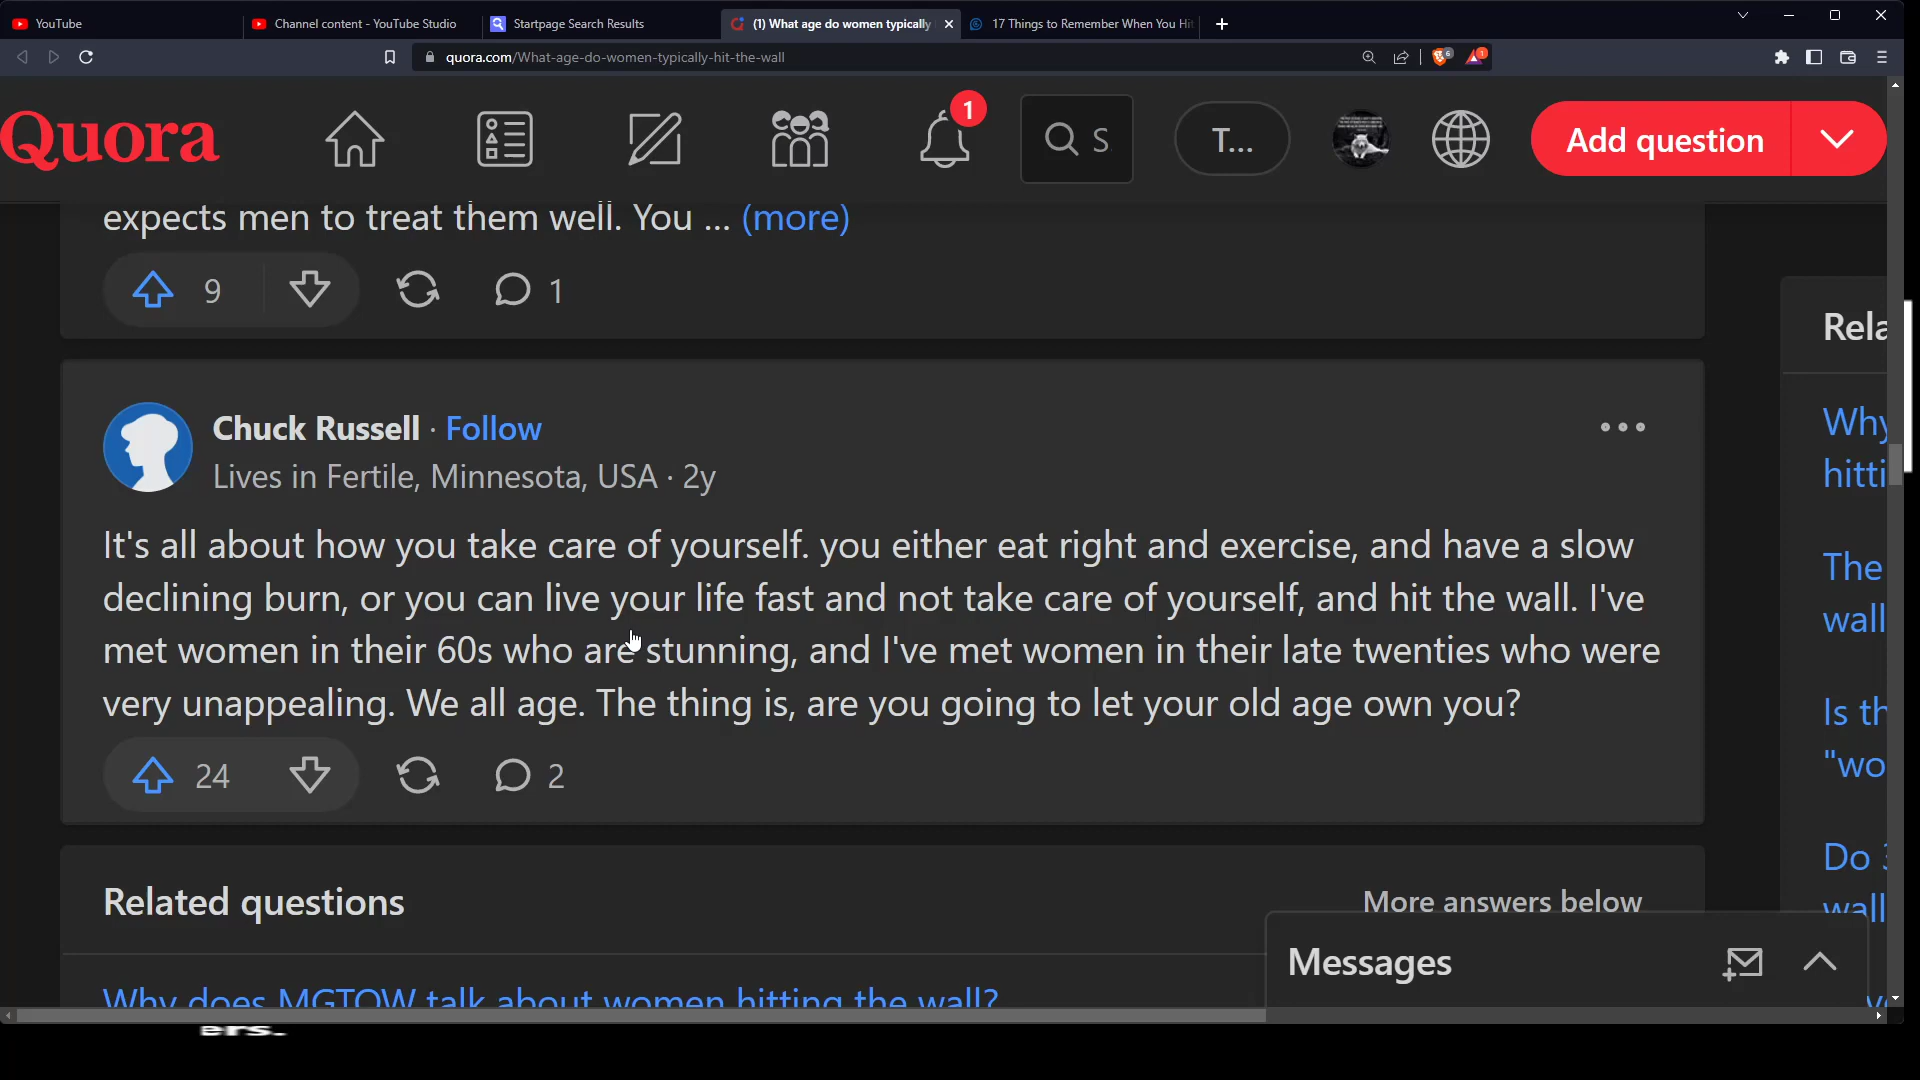 YouTube
Channel content - YouTube Studio
Startpage Search Results
(1) What age do women typically
17 Things to Remember When You Hit
quora.com/What-age-do-women-typically-hit-the-wall
6
1
Quora
1
S
T...
Add question
expects men to treat them well. You ... (more)
9
1
Rela
Chuck Russell · Follow
Lives in Fertile, Minnesota, USA · 2y
It's all about how you take care of yourself. you either eat right and exercise, and have a slow
declining burn, or you can live your life fast and not take care of yourself, and hit the wall. I've
met women in their 60s who are stunning, and I've met women in their late twenties who were
very unappealing. We all age. The thing is, are you going to let your old age own you?
24
2
Why
hitti
The
wall
Is th
"wo
Do
wall
Related questions
More answers below
Messages
Why does MGTOW talk about women hitting the wall?
ers.